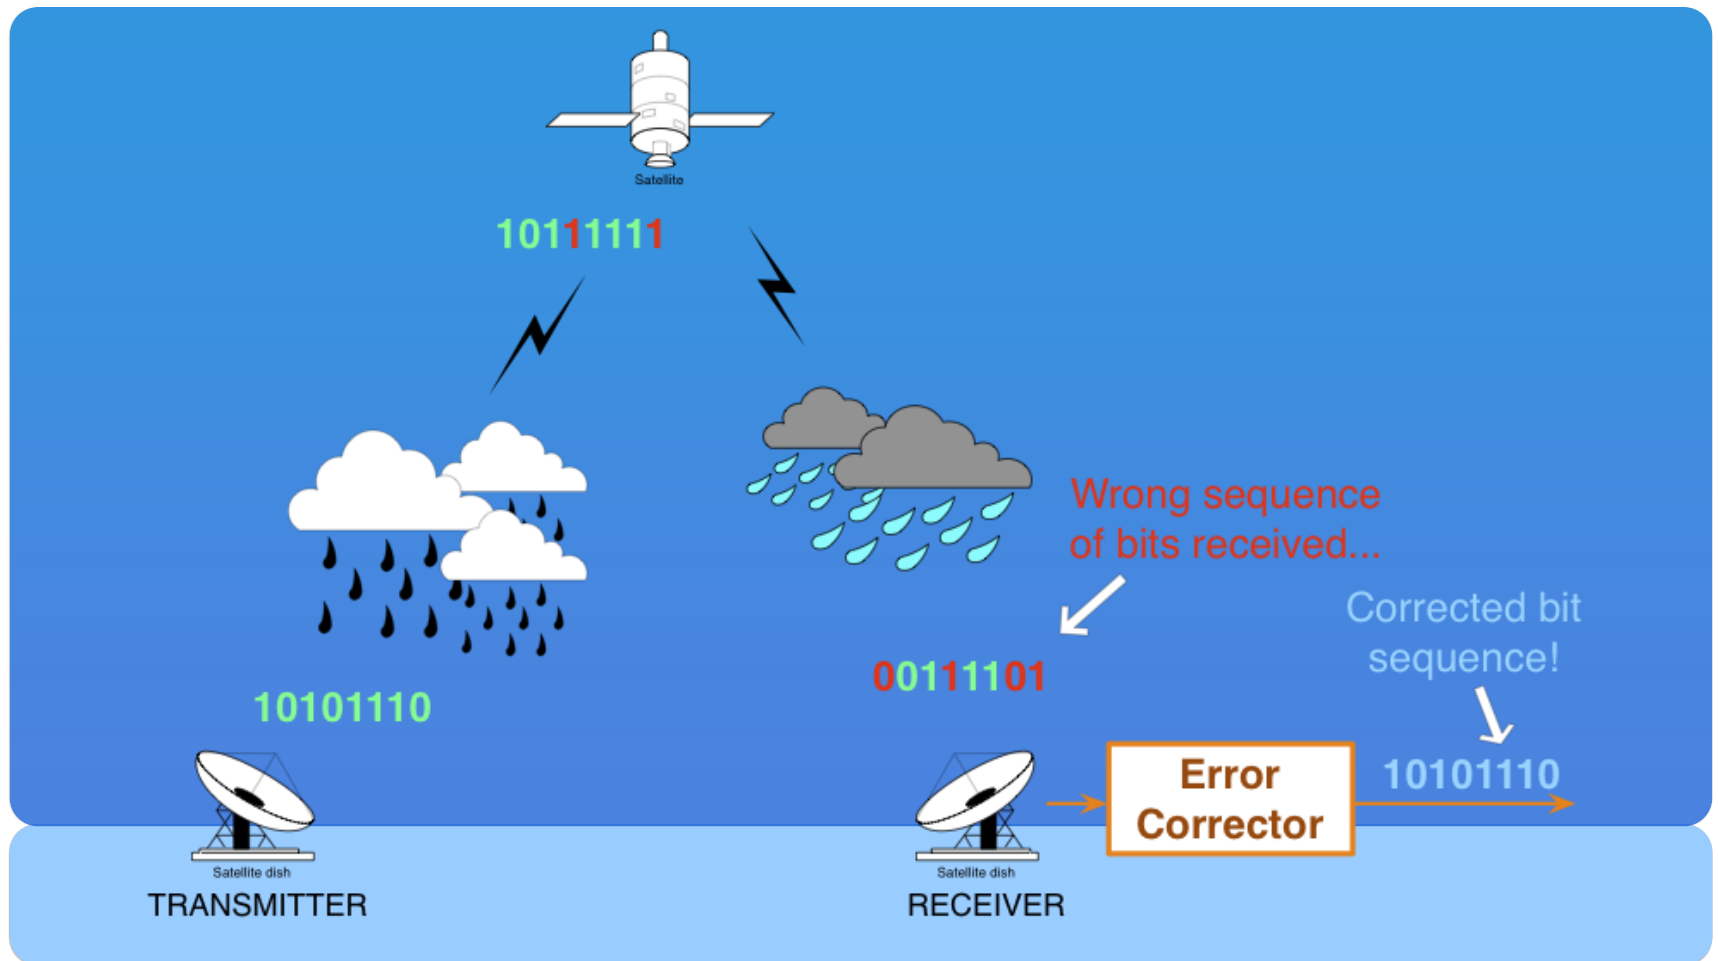 Satellite
10111111
Wrong sequence
of bits received...
Corrected bit
sequence!
00111101
10101110
10101110
Error
Corrector
Satellite dish
TRANSMITTER
Satellite dish
RECEIVER